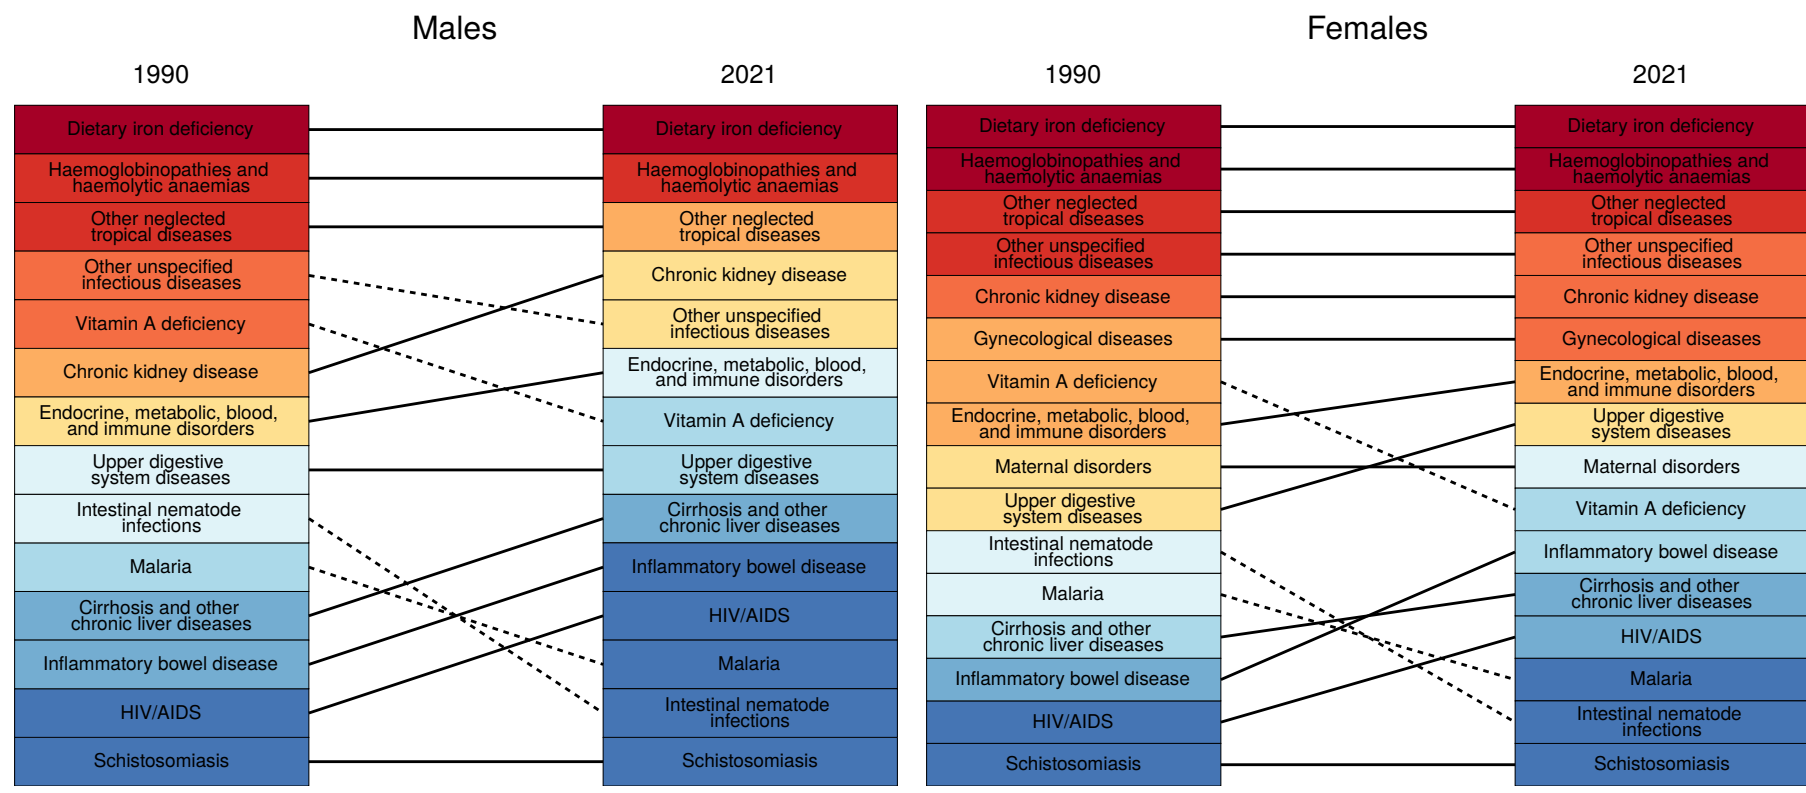 Males
1990
2021
Dietary iron deficiency
Haemoglobinopathies and
haemolytic anaemias
Other neglected
tropical diseases
Other unspecified
infectious diseases
Vitamin A deficiency
Chronic kidney disease
Endocrine, metabolic, blood,
and immune disorders
Upper digestive
system diseases
Intestinal nematode
infections
Malaria
Cirrhosis and other
chronic liver diseases
Inflammatory bowel disease
HIV/AIDS
Schistosomiasis
Dietary iron deficiency
Haemoglobinopathies and
haemolytic anaemias
Other neglected
tropical diseases
Chronic kidney disease
Other unspecified
infectious diseases
Endocrine, metabolic, blood,
and immune disorders
Vitamin A deficiency
Upper digestive
system diseases
Cirrhosis and other
chronic liver diseases
Inflammatory bowel disease
HIV/AIDS
Malaria
Intestinal nematode
infections
Schistosomiasis
Females
1990
2021
Dietary iron deficiency
Haemoglobinopathies and
haemolytic anaemias
Other neglected
tropical diseases
Other unspecified
infectious diseases
Chronic kidney disease
Gynecological diseases
Vitamin A deficiency
Endocrine, metabolic, blood,
and immune disorders
Maternal disorders
Upper digestive
system diseases
Intestinal nematode
infections
Malaria
Cirrhosis and other
chronic liver diseases
Inflammatory bowel disease
HIV/AIDS
Schistosomiasis
Dietary iron deficiency
Haemoglobinopathies and
haemolytic anaemias
Other neglected
tropical diseases
Other unspecified
infectious diseases
Chronic kidney disease
Gynecological diseases
Endocrine, metabolic, blood,
and immune disorders
Upper digestive
system diseases
Maternal disorders
Vitamin A deficiency
Inflammatory bowel disease
Cirrhosis and other
chronic liver diseases
HIV/AIDS
Malaria
Intestinal nematode
infections
Schistosomiasis